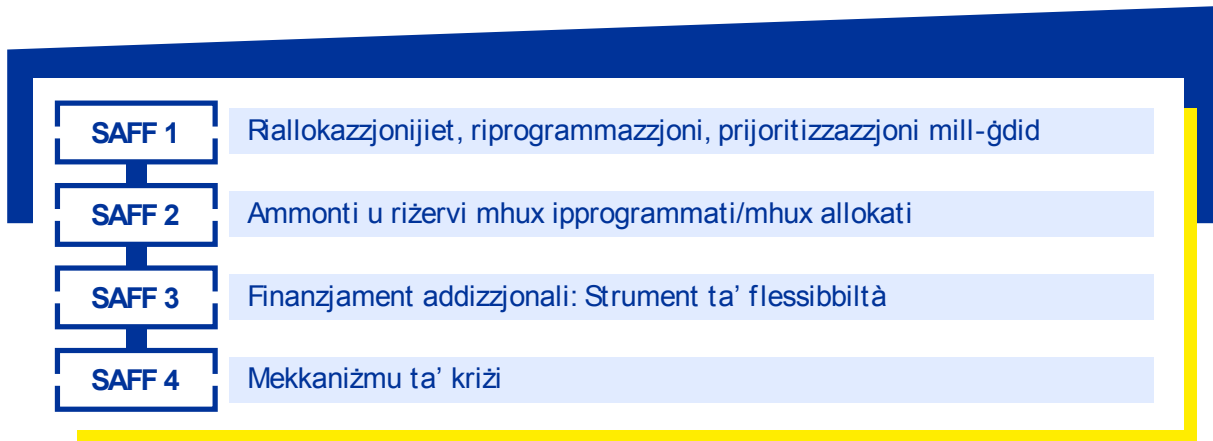 SAFF 1
Riallokazzjonijiet, riprogrammazzjoni, prijoritizzazzjoni mill-ġdid
SAFF 2
Ammonti u riżervi mhux ipprogrammati/mhux allokati
SAFF 3
Finanzjament addizzjonali: Strument ta’ flessibbiltà
SAFF 4
Mekkaniżmu ta’ kriżi